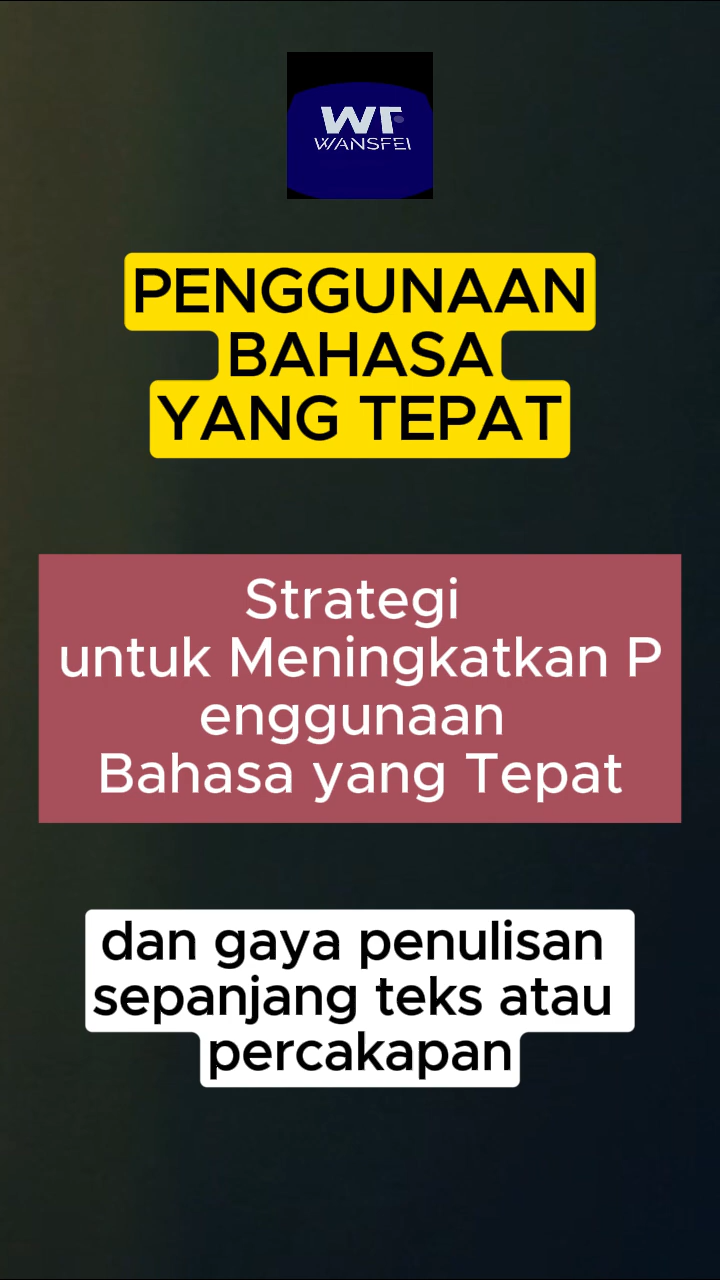 WF
WANSFEI
PENGGUNAAN
BAHASA
YANG TEPAT
Strategi
untuk Meningkatkan P
enggunaan
Bahasa yang Tepat
dan gaya penulisan
sepanjang teks atau
percakapan